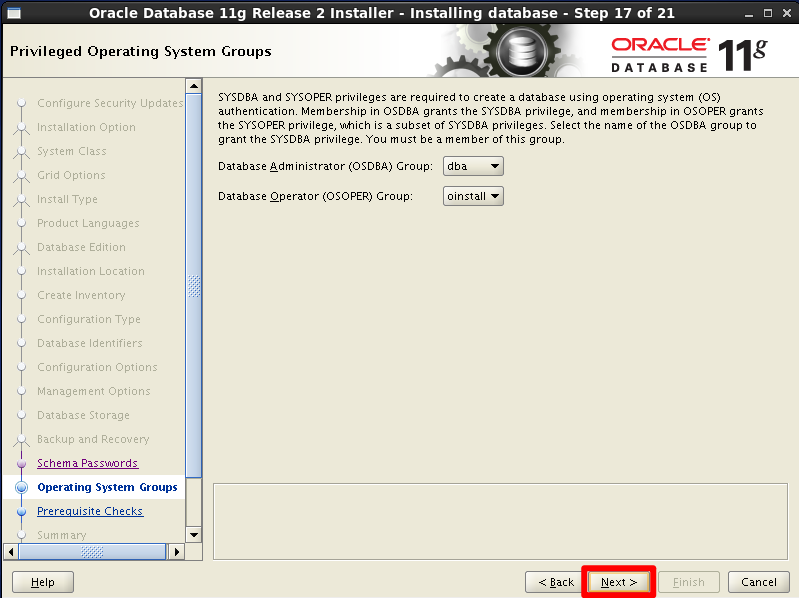 Oracle Database 11g Release 2 Installer - Installing database - Step 17 of 21
Privileged Operating System Groups
ORACLE®
DATABASE
11g
Configure Security Updates
Installation Option
System Class
Grid Options
Install Type
Product Languages
Database Edition
Installation Location
Create Inventory
Configuration Type
Database Identifiers
Configuration Options
Management Options
Database Storage
Backup and Recovery
Schema Passwords
Operating System Groups
Prerequisite Checks
Summary
SYSDBA and SYSOPER privileges are required to create a database using operating system (OS)
authentication. Membership in OSDBA grants the SYSDBA privilege, and membership in OSOPER grants
the SYSOPER privilege, which is a subset of SYSDBA privileges. Select the name of the OSDBA group to
grant the SYSDBA privilege. You must be a member of this group.
Database Administrator (OSDBA) Group: dba
Database Operator (OSOPER) Group: oinstall
Help
< Back
Next >
Finish
Cancel